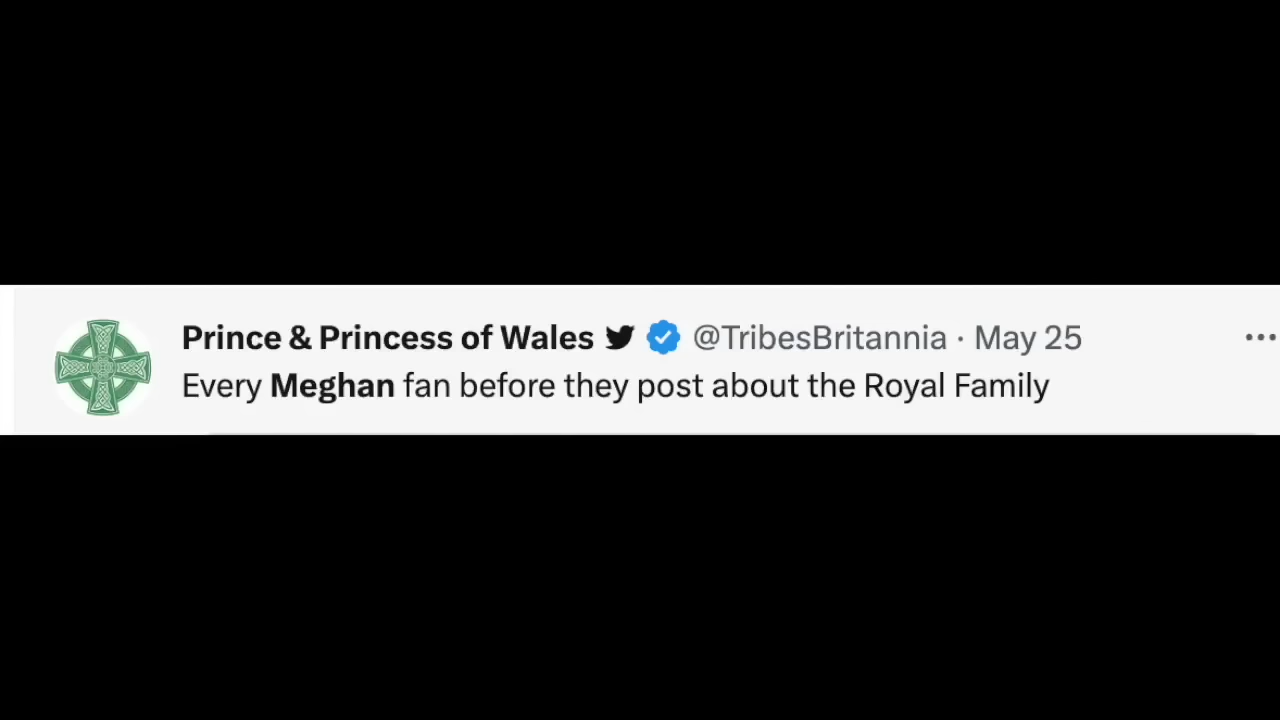 Prince & Princess of Wales @TribesBritannia · May 25
Every Meghan fan before they post about the Royal Family